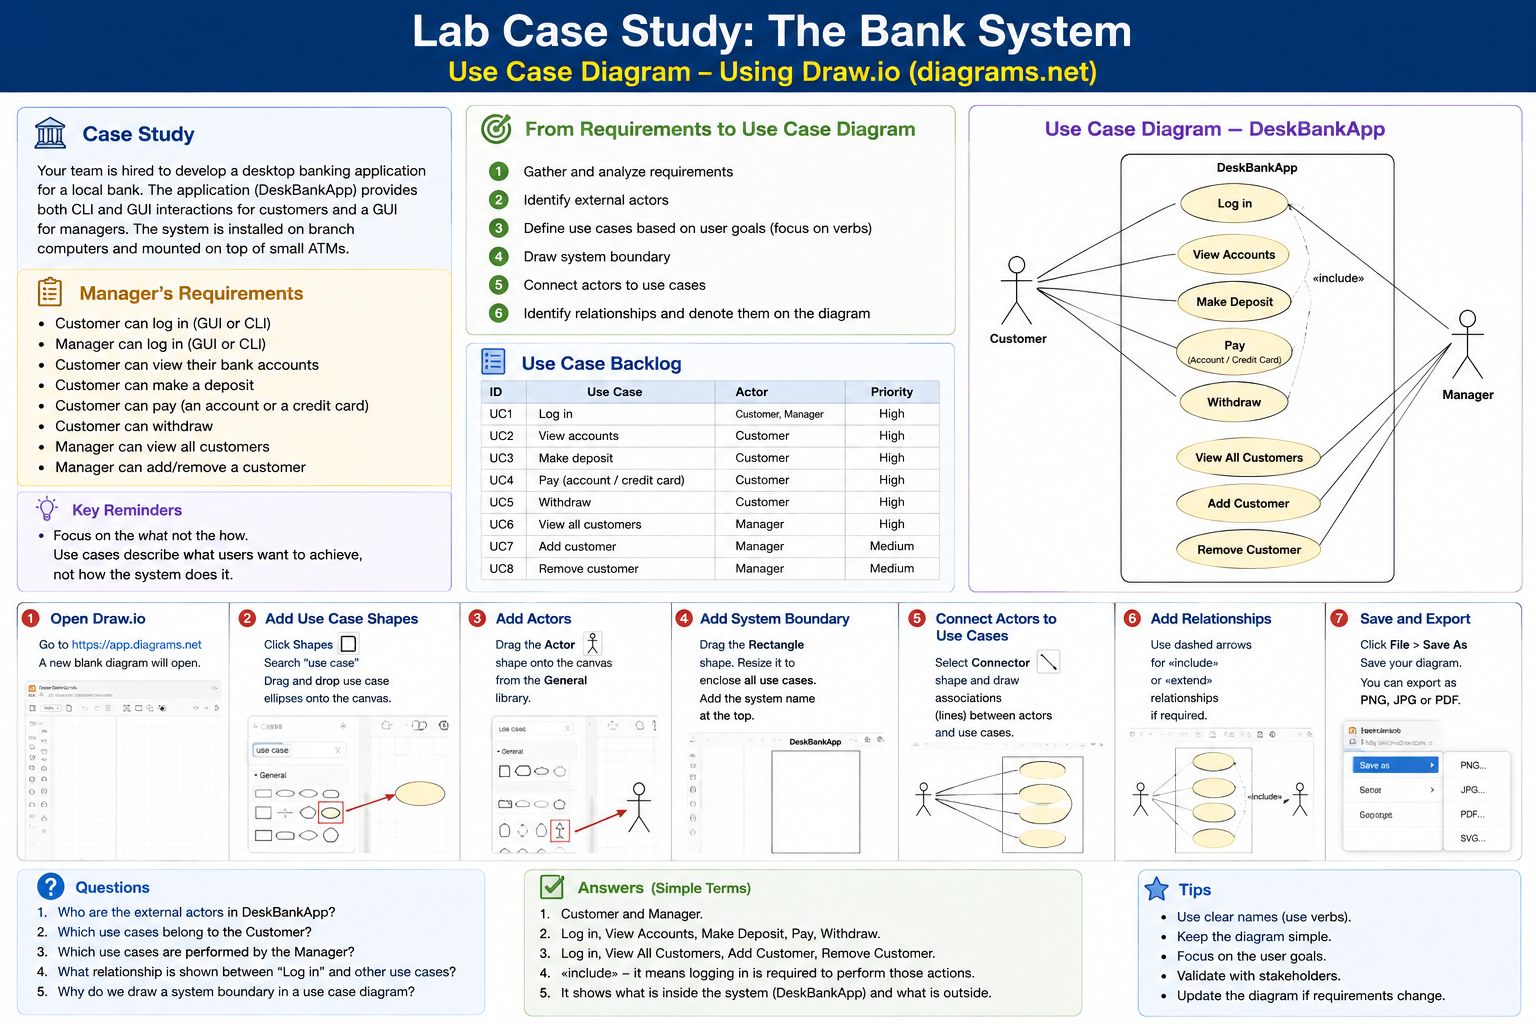 Lab Case Study: The Bank System
Use Case Diagram – Using Draw.io (diagrams.net)
Case Study
Your team is hired to develop a desktop banking application
for a local bank. The application (DeskBankApp) provides
both CLI and GUI interactions for customers and a GUI
for managers. The system is installed on branch
computers and mounted on top of small ATMs.
Manager's Requirements
• Customer can log in (GUI or CLI)
• Manager can log in (GUI or CLI)
• Customer can view their bank accounts
• Customer can make a deposit
• Customer can pay (an account or a credit card)
• Customer can withdraw
• Manager can view all customers
• Manager can add/remove a customer
Key Reminders
• Focus on the what not the how.
Use cases describe what users want to achieve,
not how the system does it.
From Requirements to Use Case Diagram
1 Gather and analyze requirements
2 Identify external actors
3 Define use cases based on user goals (focus on verbs)
4 Draw system boundary
5 Connect actors to use cases
6 Identify relationships and denote them on the diagram
Use Case Backlog
ID Use Case Actor Priority
UC1 Log in Customer, Manager High
UC2 View accounts Customer High
UC3 Make deposit Customer High
UC4 Pay (account / credit card) Customer High
UC5 Withdraw Customer High
UC6 View all customers Manager High
UC7 Add customer Manager Medium
UC8 Remove customer Manager Medium
Use Case Diagram – DeskBankApp
DeskBankApp
Log in
View Accounts
«include»
Make Deposit
Pay
(Account / Credit Card)
Withdraw
View All Customers
Add Customer
Remove Customer
Customer
Manager
1 Open Draw.io
Go to https://app.diagrams.net
A new blank diagram will open.
2 Add Use Case Shapes
Click Shapes
Search "use case"
Drag and drop use case
ellipses onto the canvas.
use case
General
3 Add Actors
Drag the Actor
shape onto the canvas
from the General
library.
use case
General
4 Add System Boundary
Drag the Rectangle
shape. Resize it to
enclose all use cases.
Add the system name
at the top.
DeskBankApp
5 Connect Actors to
Use Cases
Select Connector
shape and draw
associations
(lines) between actors
and use cases.
6 Add Relationships
Use dashed arrows
for «include»
or «extend»
relationships
if required.
«include»
7 Save and Export
Click File > Save As
Save your diagram.
You can export as
PNG, JPG or PDF.
Save as
PNG...
JPG...
PDF...
SVG...
? Questions
1. Who are the external actors in DeskBankApp?
2. Which use cases belong to the Customer?
3. Which use cases are performed by the Manager?
4. What relationship is shown between "Log in" and other use cases?
5. Why do we draw a system boundary in a use case diagram?
Answers (Simple Terms)
1. Customer and Manager.
2. Log in, View Accounts, Make Deposit, Pay, Withdraw.
3. Log in, View All Customers, Add Customer, Remove Customer.
4. «include» – it means logging in is required to perform those actions.
5. It shows what is inside the system (DeskBankApp) and what is outside.
Tips
• Use clear names (use verbs).
• Keep the diagram simple.
• Focus on the user goals.
• Validate with stakeholders.
• Update the diagram if requirements change.